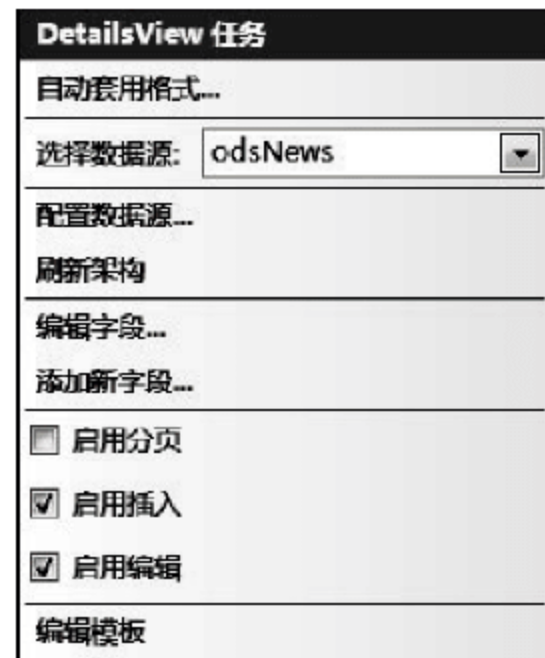 DetailsView 任务
自动套用格式...
选择数据源: odsNews
配置数据源...
刷新架构
编辑字段...
添加新字段...
启用分页
启用插入
启用编辑
编辑模板